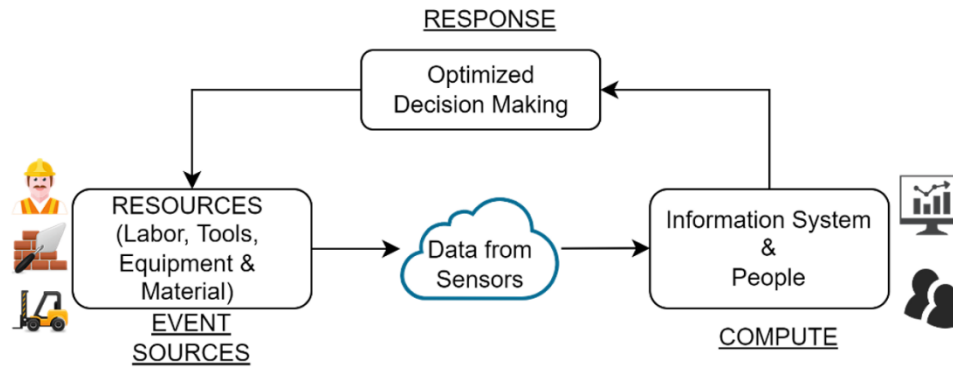 RESPONSE
Optimized
Decision Making
RESOURCES
(Labor, Tools,
Equipment &
Material)
EVENT
SOURCES
Data from
Sensors
Information System
&
People
COMPUTE